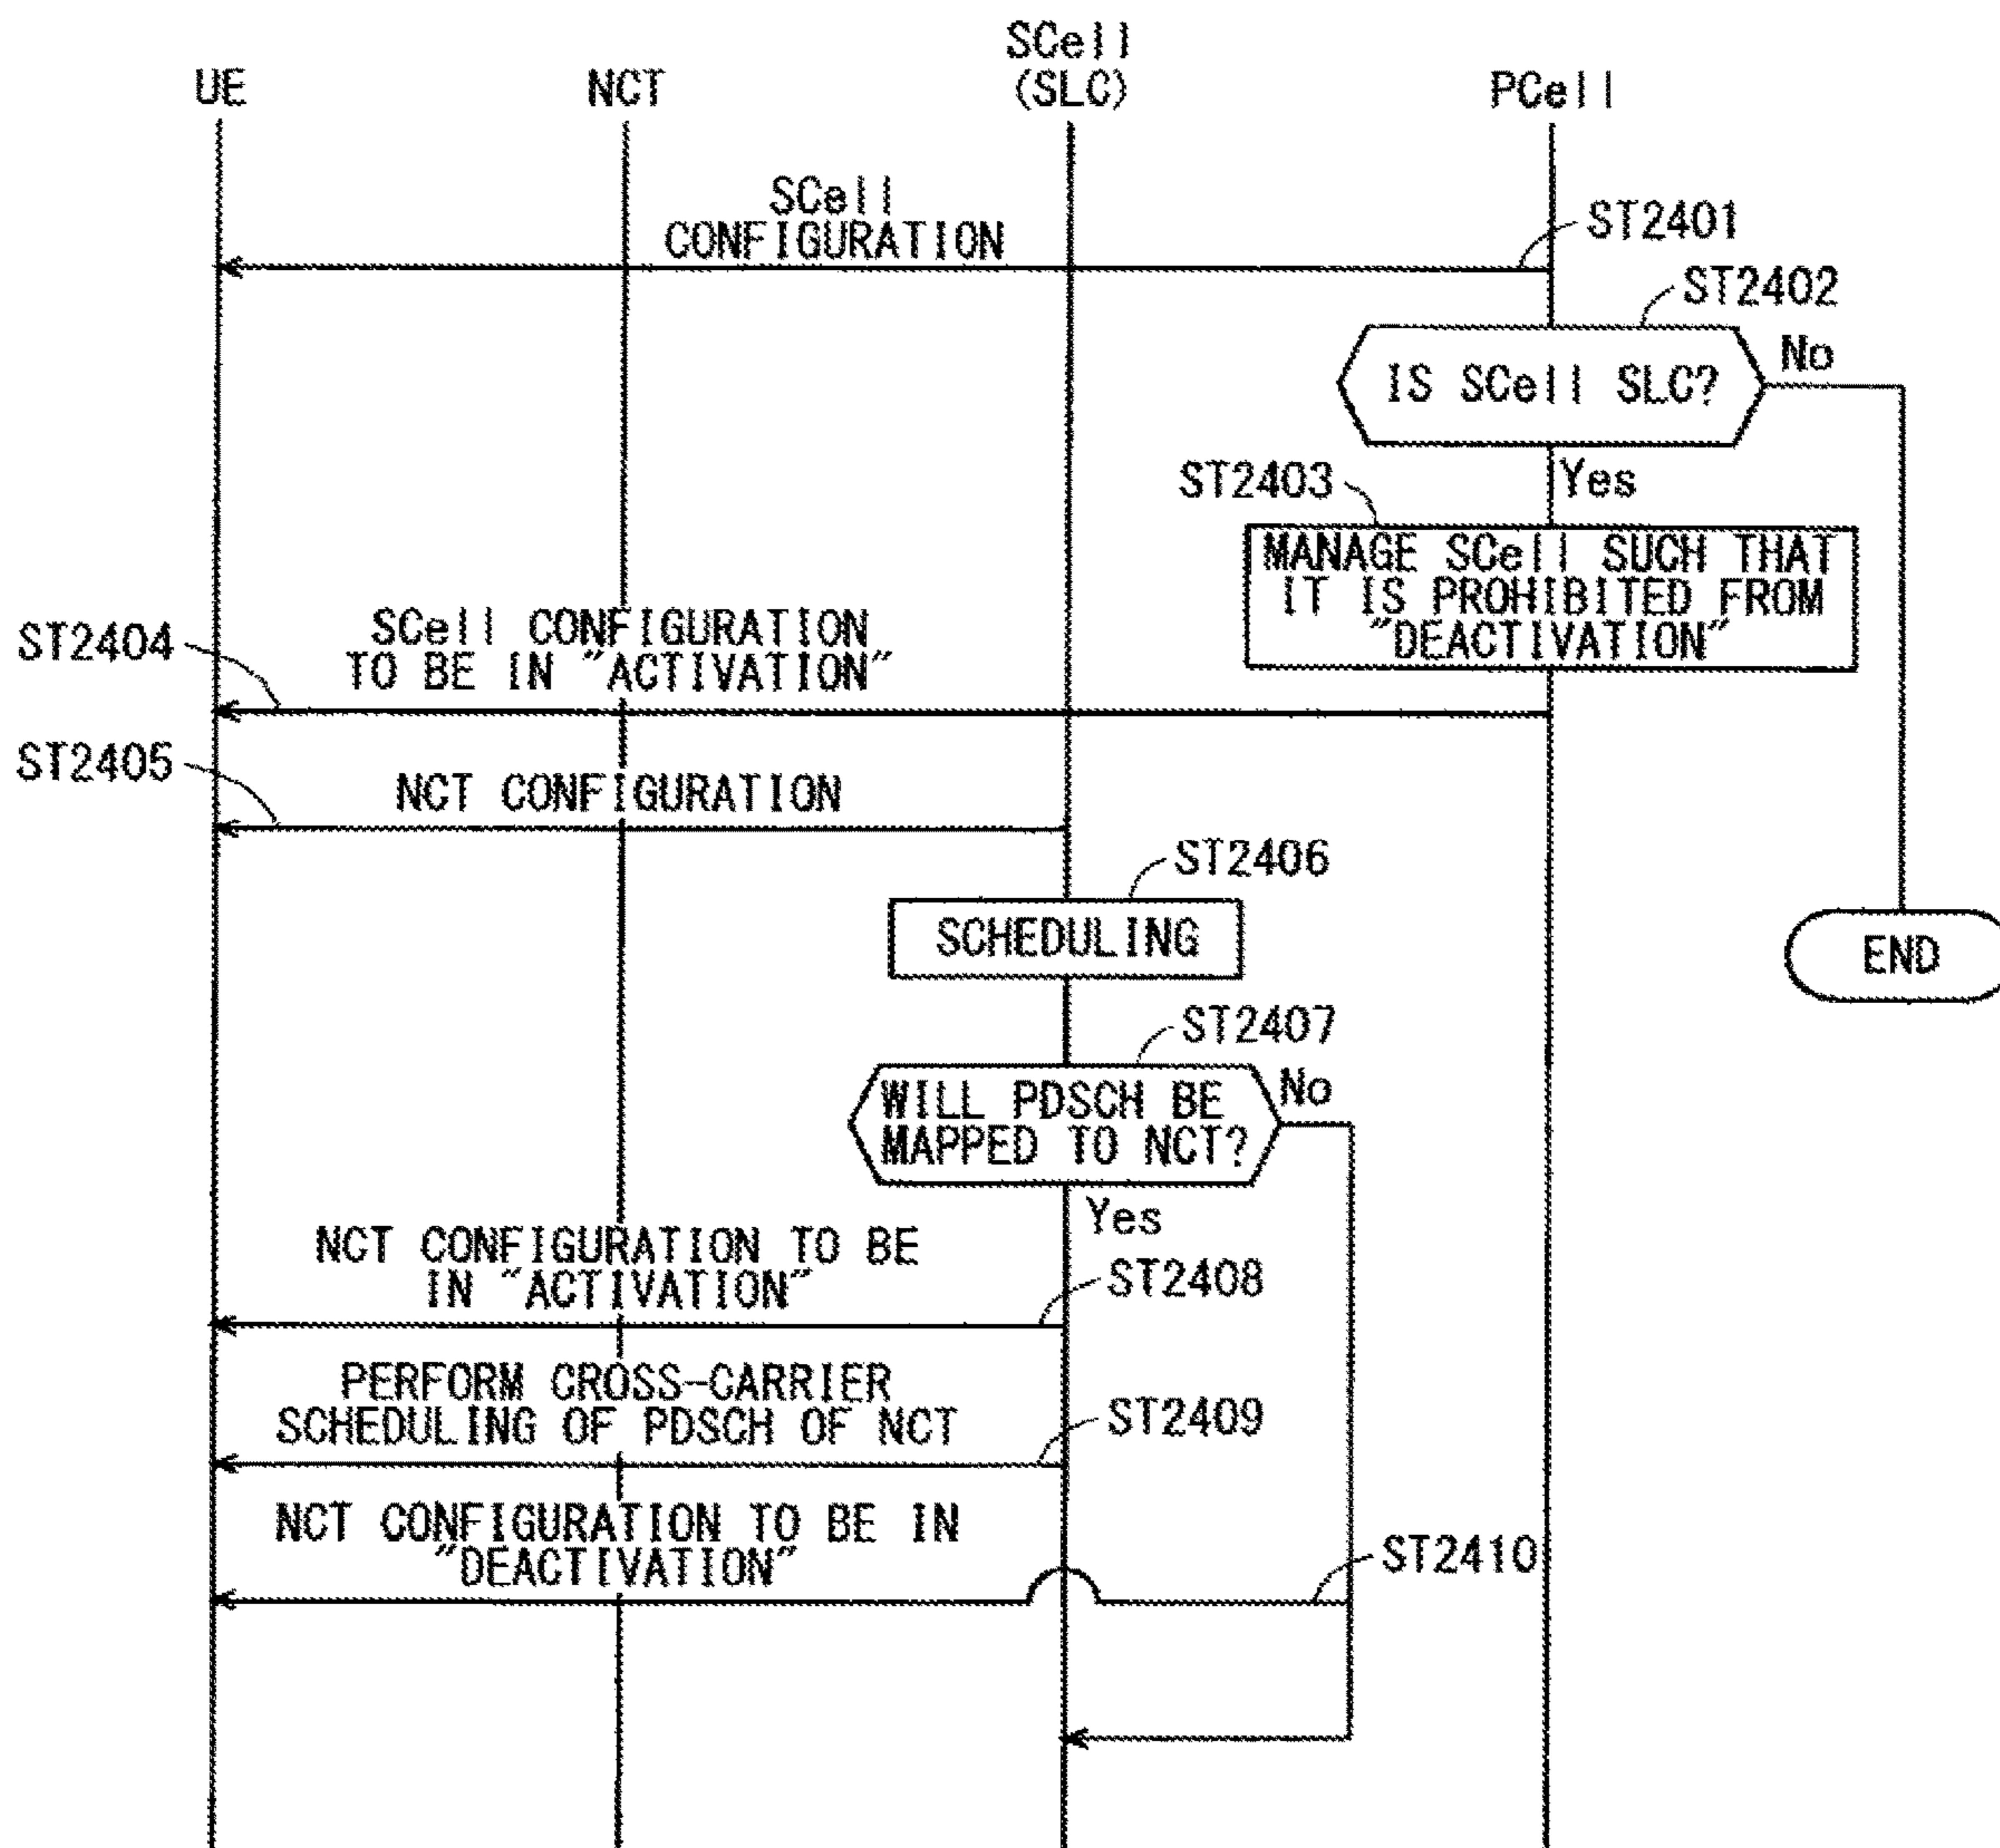 UE
NCT
SCell
(SLC)
PCell
SCell
CONFIGURATION
ST2401
ST2402
IS SCell SLC?
No
Yes
ST2403
MANAGE SCell SUCH THAT
IT IS PROHIBITED FROM
"DEACTIVATION"
ST2404
SCell CONFIGURATION
TO BE IN "ACTIVATION"
ST2405
NCT CONFIGURATION
ST2406
SCHEDULING
END
ST2407
WILL PDSCH BE
MAPPED TO NCT?
No
Yes
NCT CONFIGURATION TO BE
IN "ACTIVATION"
ST2408
PERFORM CROSS-CARRIER
SCHEDULING OF PDSCH OF NCT
ST2409
NCT CONFIGURATION TO BE IN
"DEACTIVATION"
ST2410